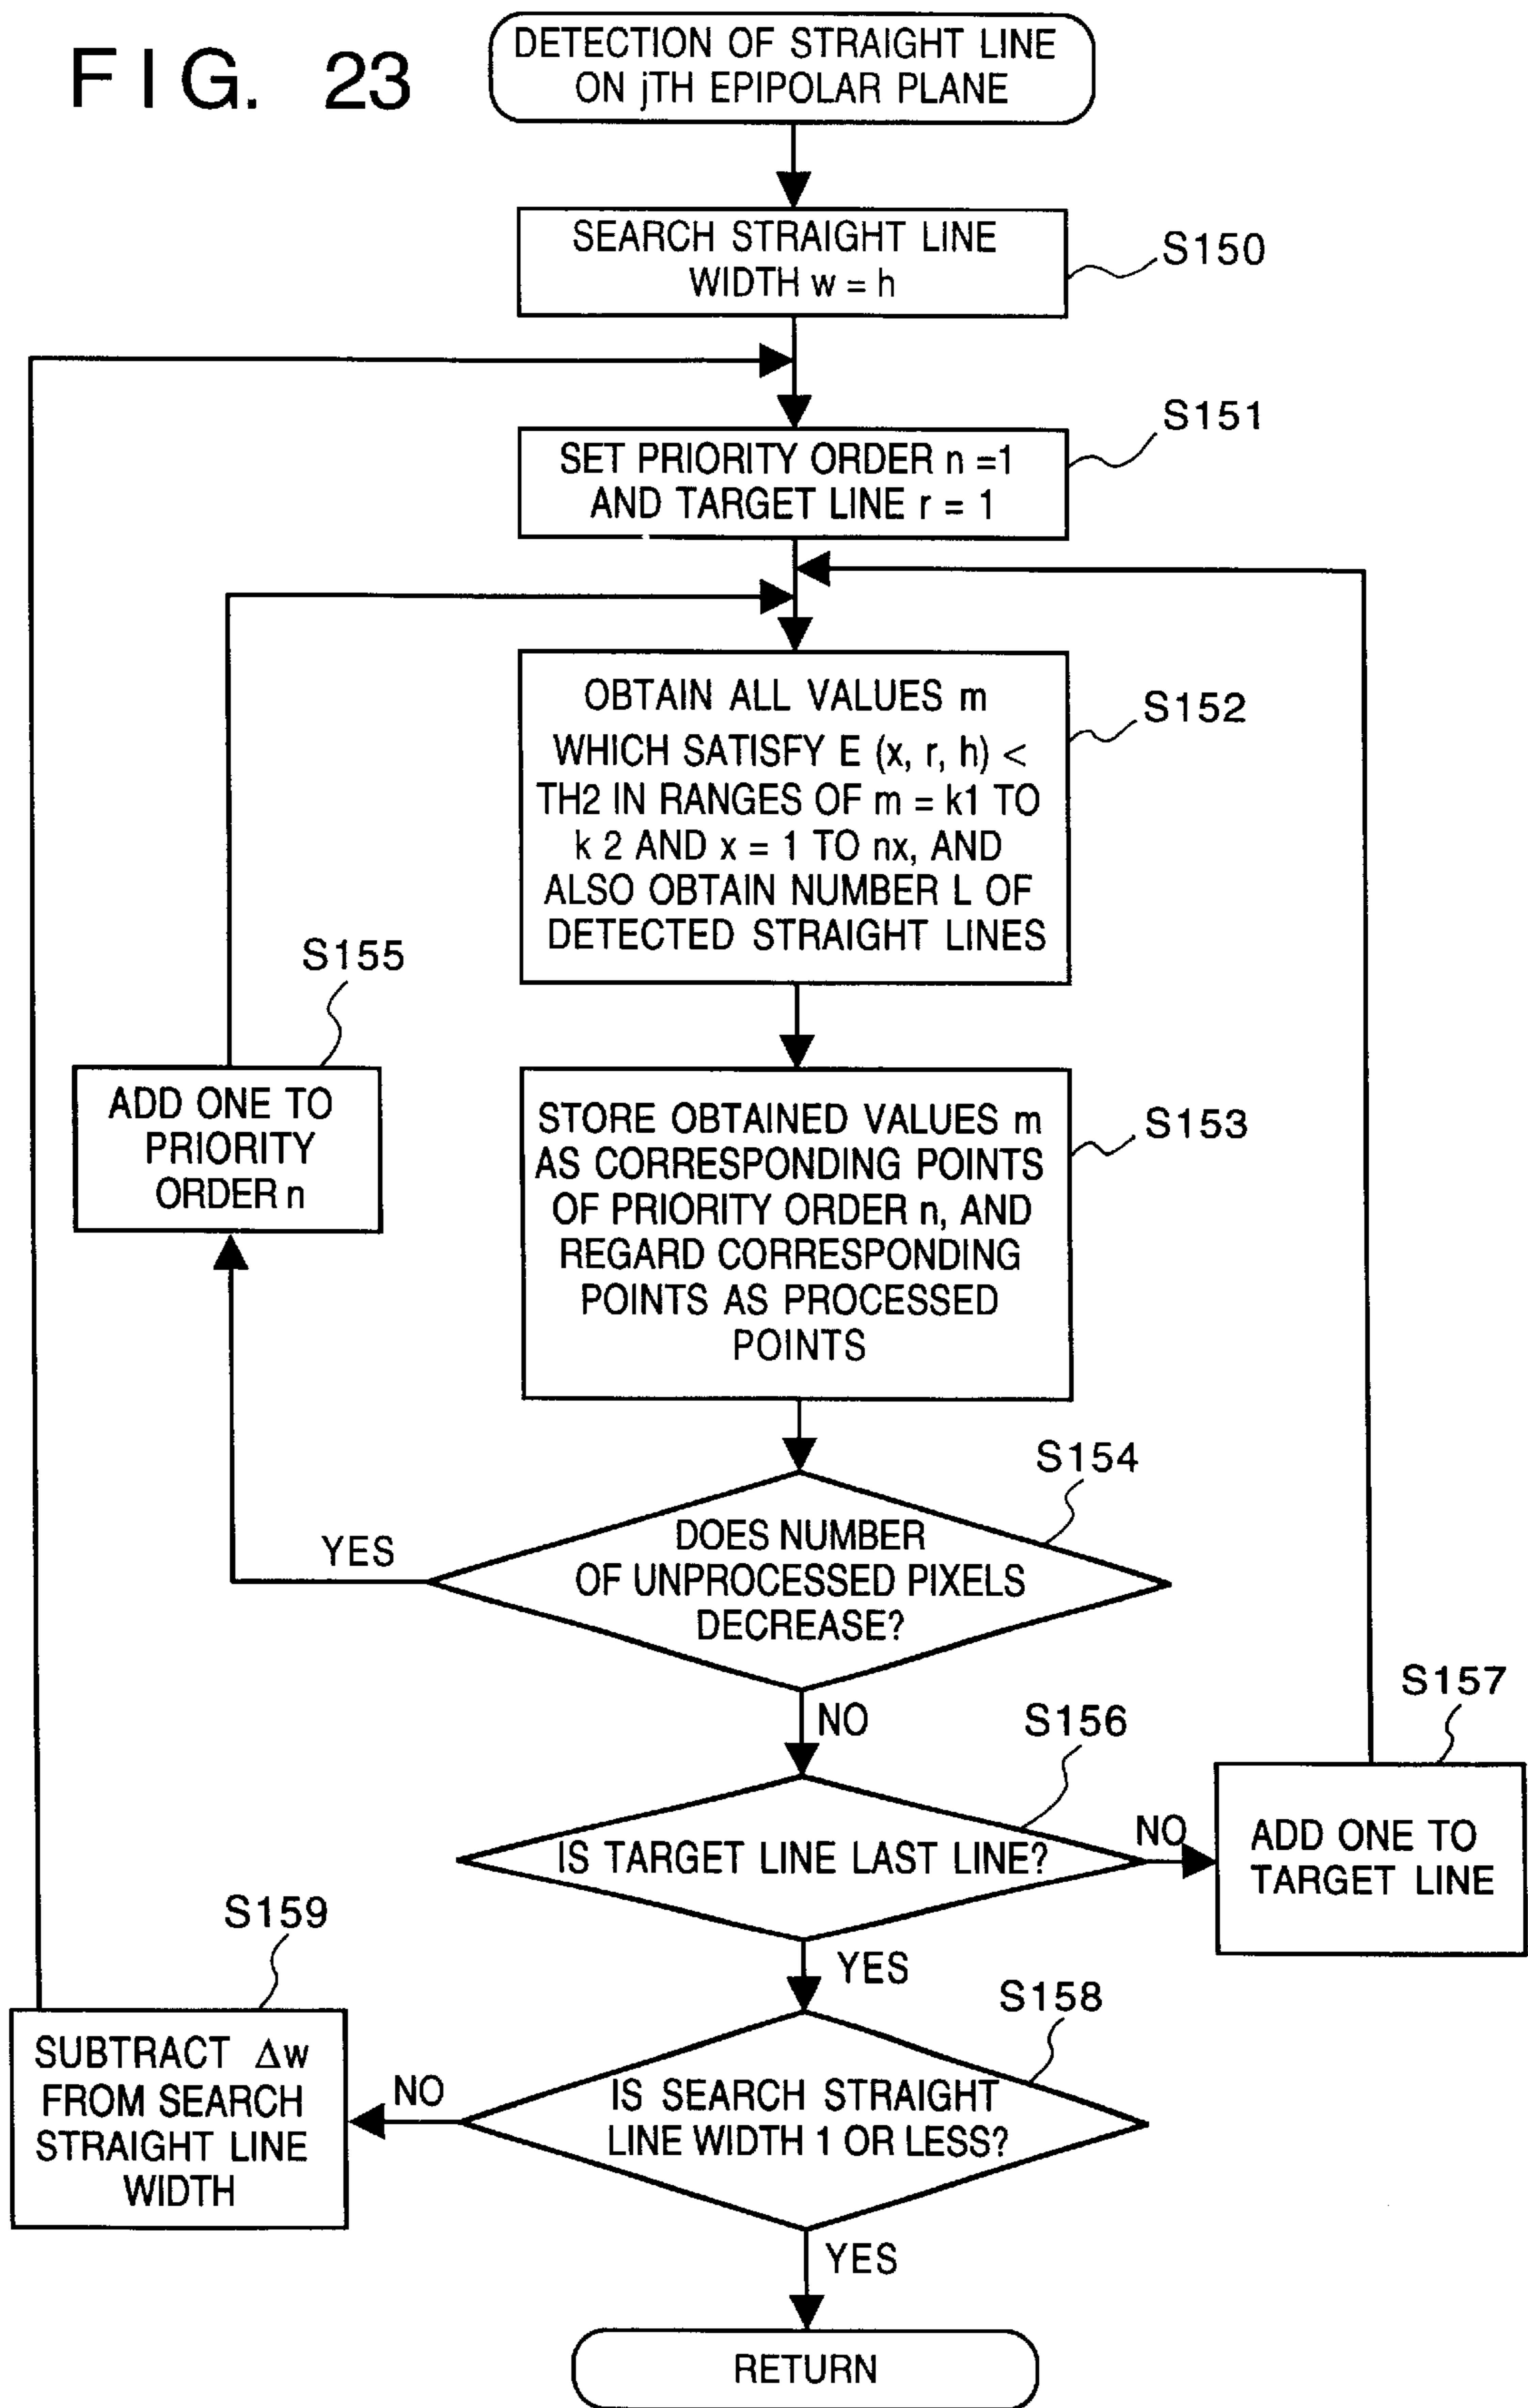 FIG. 23
DETECTION OF STRAIGHT LINE
ON jTH EPIPOLAR PLANE
SEARCH STRAIGHT LINE
WIDTH w = h
S150
SET PRIORITY ORDER n =1
AND TARGET LINE r = 1
S151
OBTAIN ALL VALUES m
WHICH SATISFY E (x, r, h) <
TH2 IN RANGES OF m = k1 TO
k 2 AND x = 1 TO nx, AND
ALSO OBTAIN NUMBER L OF
DETECTED STRAIGHT LINES
S152
S155
ADD ONE TO
PRIORITY
ORDER n
STORE OBTAINED VALUES m
AS CORRESPONDING POINTS
OF PRIORITY ORDER n, AND
REGARD CORRESPONDING
POINTS AS PROCESSED
POINTS
S153
S154
DOES NUMBER
OF UNPROCESSED PIXELS
DECREASE?
YES
NO
S156
IS TARGET LINE LAST LINE?
NO
S157
ADD ONE TO
TARGET LINE
YES
S158
IS SEARCH STRAIGHT
LINE WIDTH 1 OR LESS?
NO
S159
SUBTRACT Δw
FROM SEARCH
STRAIGHT LINE
WIDTH
YES
RETURN